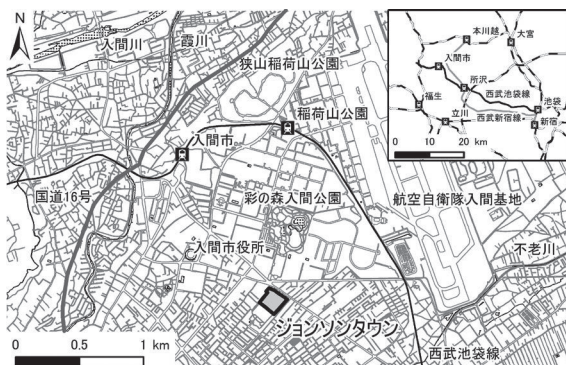 N
入間川
霞川
狭山稲荷山公園
稲荷山公園
入間市
国道16号
彩の森入間公園
航空自衛隊入間基地
入間市役所
不老川
ジョンソンタウン
西武池袋線
0 0.5 1 km
本川越
大宮
入間市
所沢
西武池袋線
福生
池袋
立川
西武新宿線
新宿
0 20 km